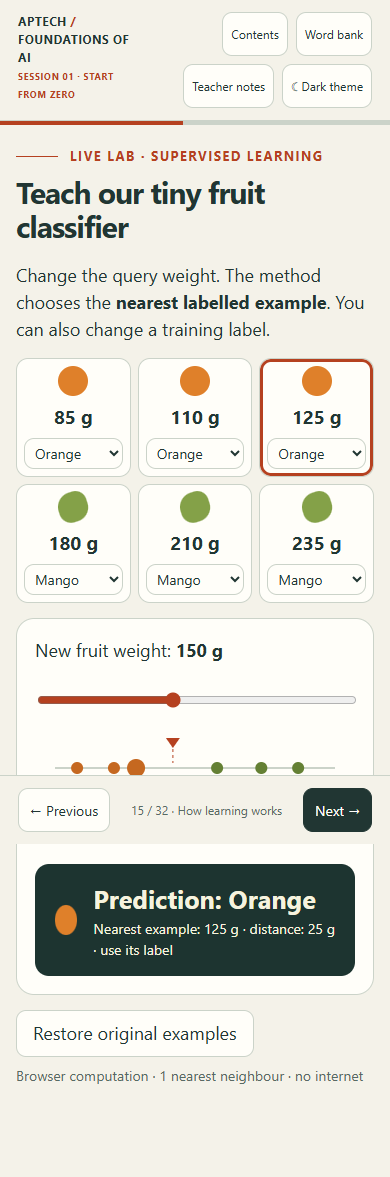 APTECH /
FOUNDATIONS OF
AI
SESSION 01 · START
FROM ZERO
Contents
Word bank
Teacher notes
☾ Dark theme
LIVE LAB · SUPERVISED LEARNING
Teach our tiny fruit
classifier
Change the query weight. The method
chooses the nearest labelled example. You
can also change a training label.
85 g
110 g
125 g
Orange
Orange
Orange
180 g
210 g
235 g
Mango
Mango
Mango
New fruit weight: 150 g
← Previous
15 / 32 · How learning works
Next →
Prediction: Orange
Nearest example: 125 g · distance: 25 g
· use its label
Restore original examples
Browser computation · 1 nearest neighbour · no internet